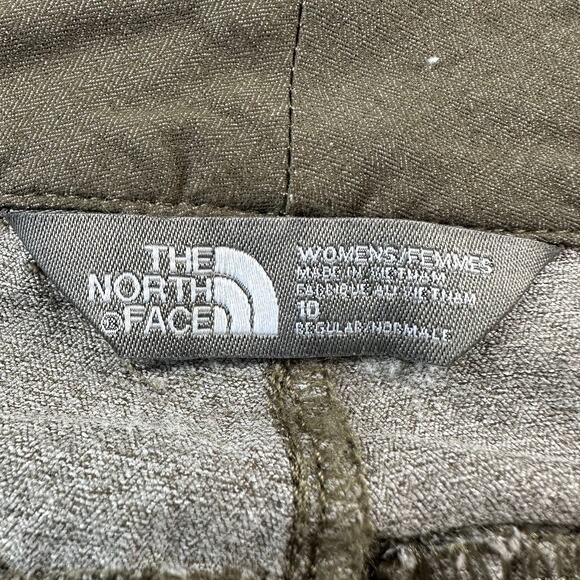 THE
NORTH
FACE
WOMENS/FEMMES
MADE IN VIETNAM
FABRIQUE AU VIETNAM
10
REGULAR/NORMALE